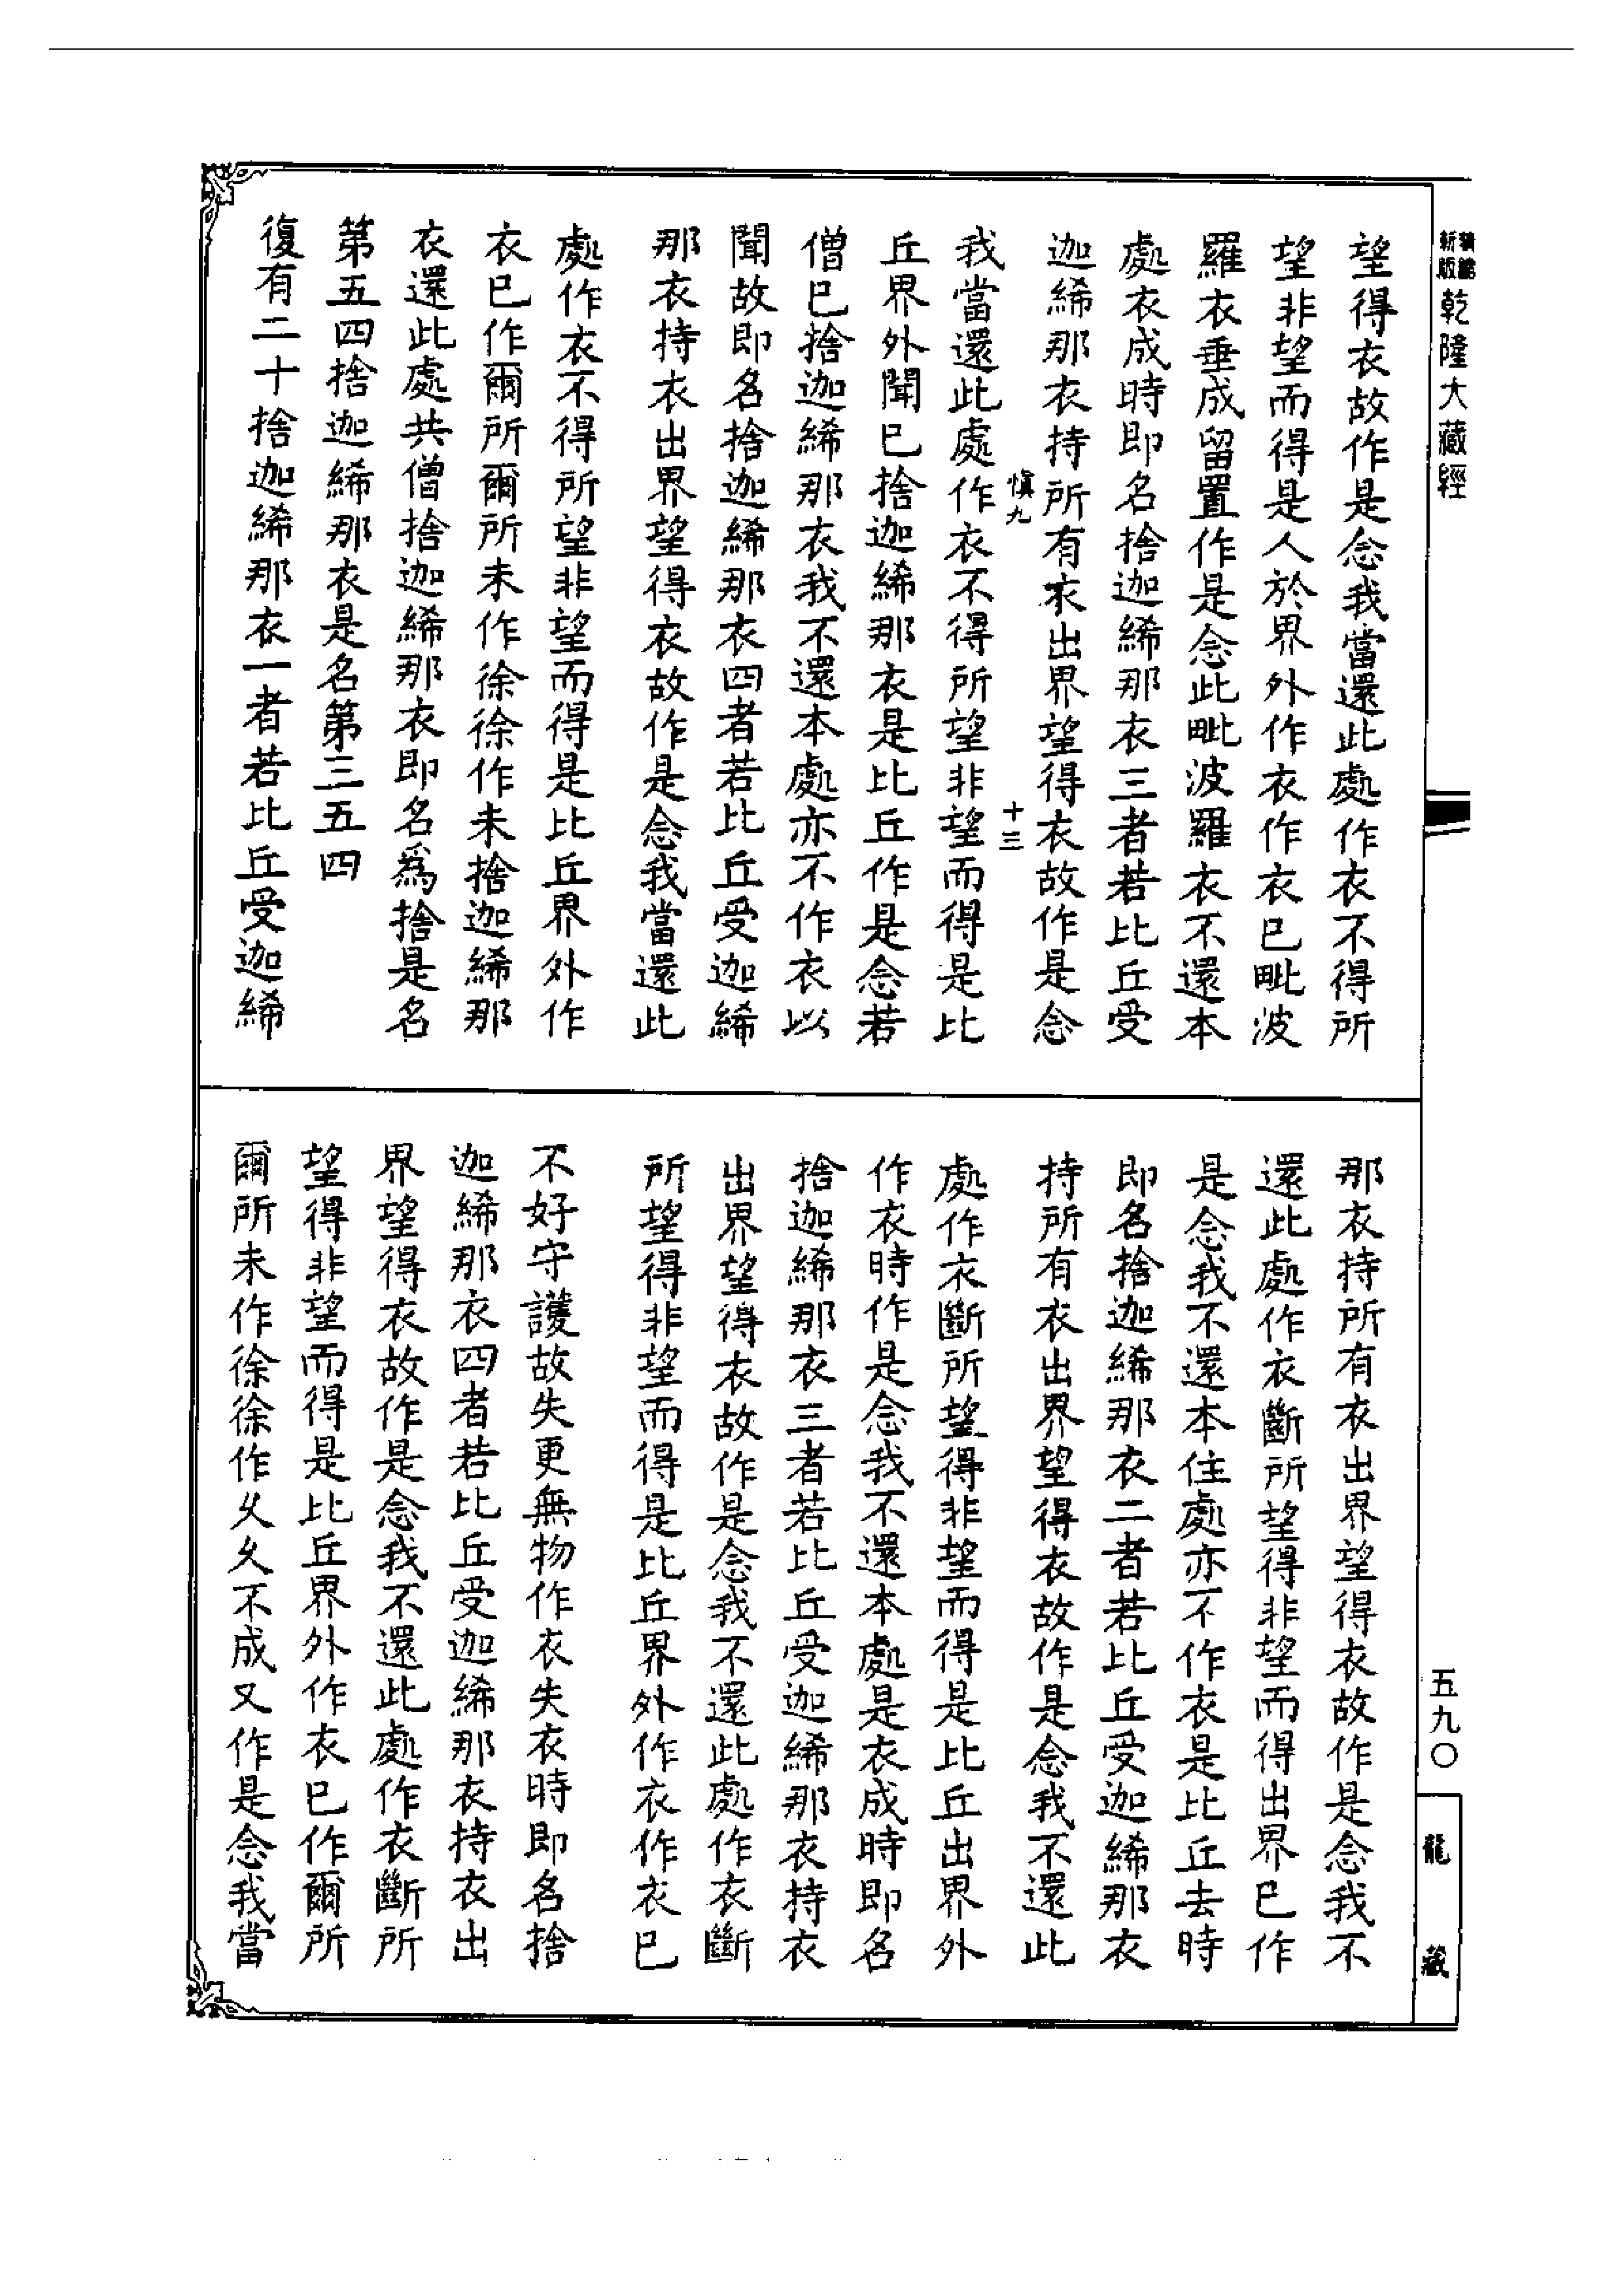 精編新版
乾隆大藏經
望得衣故作是念我當還此處作衣不得所
望非望而得是人於界外作衣作衣已毗波
羅衣垂成留置作是念此毗波羅衣不還本
處衣成時即名捨迦絺那衣三者若比丘受
迦絺那衣持所有衣出界望得衣故作是念
慎九
十三
我當還此處作衣不得所望非望而得是比
丘界外聞已捨迦絺那衣是比丘作是念若
僧已捨迦絺那衣我不還本處亦不作衣以
聞故即名捨迦絺那衣四者若比丘受迦絺
那衣持衣出界望得衣故作是念我當還此
處作衣不得所望非望而得是比丘界外作
衣已作爾所爾所未作徐徐作未捨迦絺那
衣還此處共僧捨迦絺那衣即名爲捨是名
第五四捨迦絺那衣是名第三五四
復有二十捨迦絺那衣一者若比丘受迦絺
那衣持所有衣出界望得衣故作是念我不
還此處作衣斷所望得非望而得出界已作
是念我不還本住處亦不作衣是比丘去時
即名捨迦絺那衣二者若比丘受迦絺那衣
持所有衣出界望得衣故作是念我不還此
處作衣斷所望得非望而得是比丘出界外
作衣時作是念我不還本處是衣成時即名
捨迦絺那衣三者若比丘受迦絺那衣持衣
出界望得衣故作是念我不還此處作衣斷
所望得非望而得是比丘界外作衣作衣已
不好守護故失更無物作衣失衣時即名捨
迦絺那衣四者若比丘受迦絺那衣持衣出
界望得衣故作是念我不還此處作衣斷所
望得非望而得是比丘界外作衣已作爾所
爾所未作徐徐作久久不成又作是念我當
五九〇
龍藏